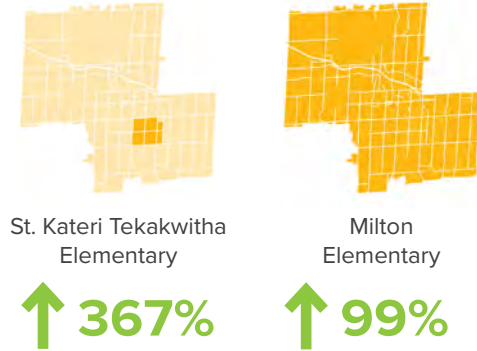 St. Kateri Tekakwitha
Elementary
367%
Milton
Elementary
99%